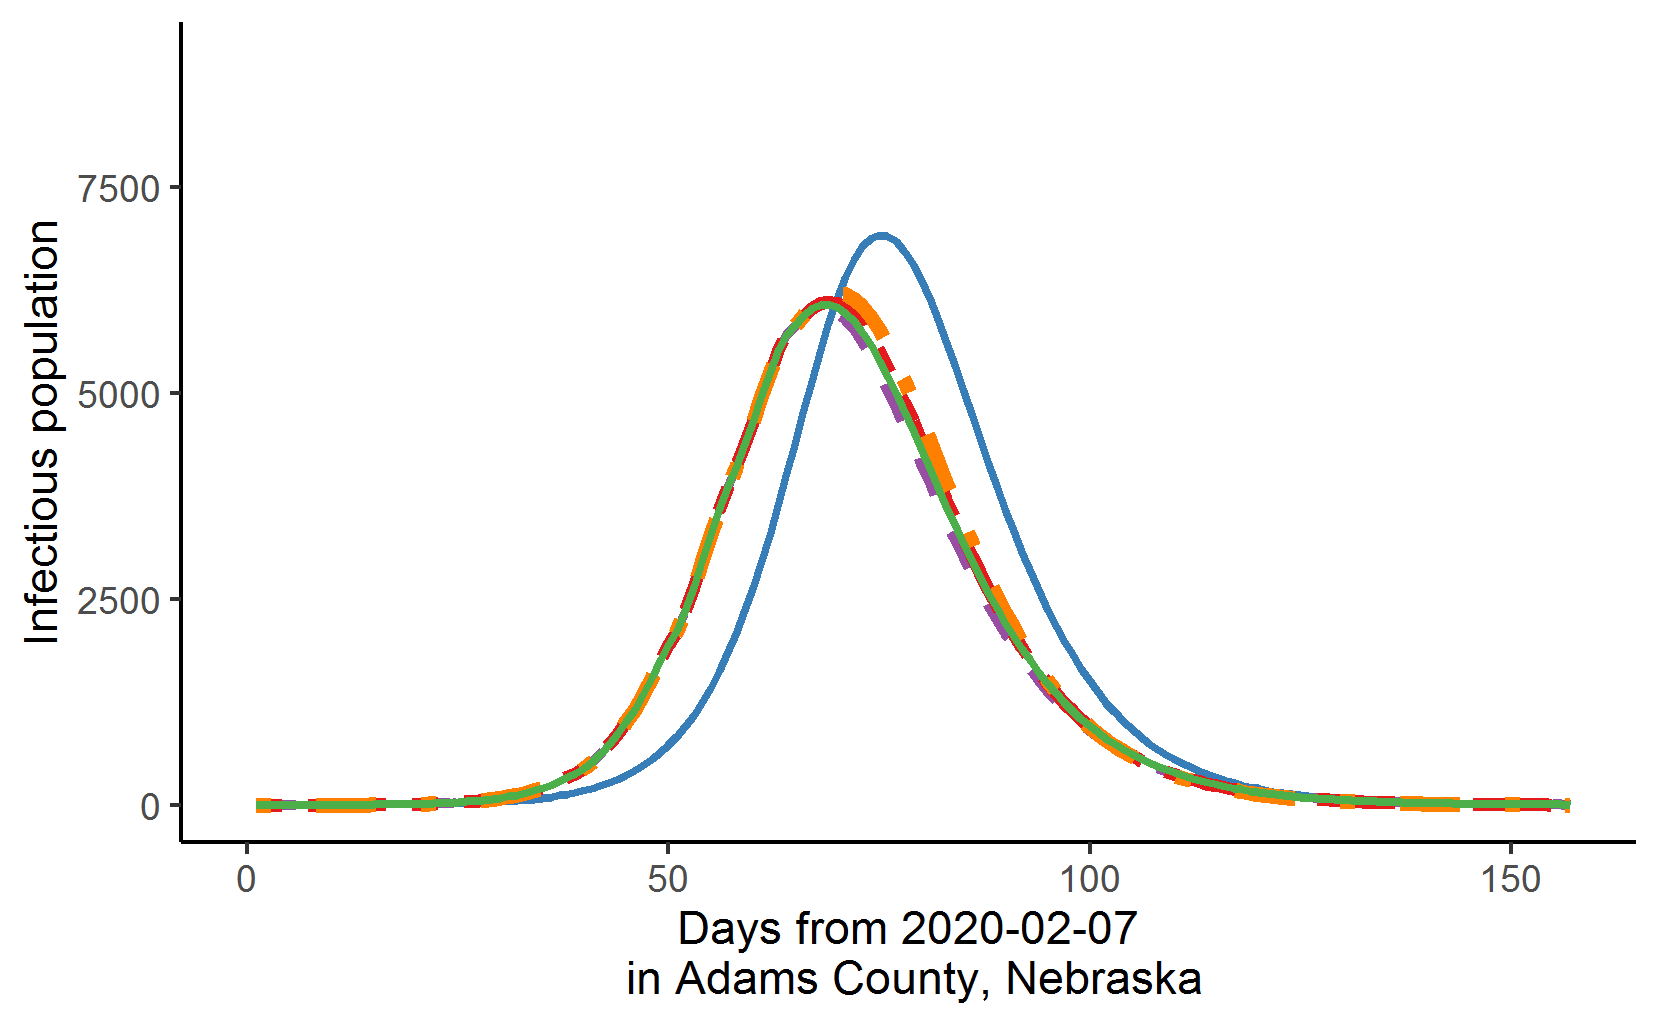 7500
5000
2500
0
Infectious population
0 50 100 150
Days from 2020-02-07
in Adams County, Nebraska